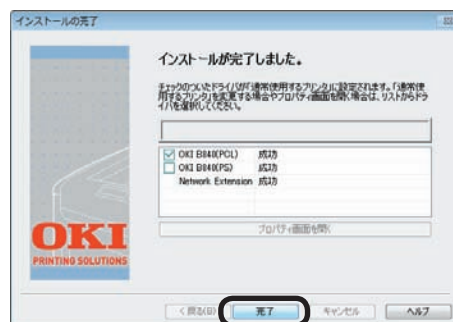 インストールの完了
インストールが完了しました。
チェックのついたドライバが「通常使用するプリンタ」に設定されます。「通常使
用するプリンタ」を変更する場合やプロパティ画面を開く場合は、リストからドラ
イバを選択してください。
OKI B840(PCL) 成功
OKI B840(PS) 成功
Network Extension 成功
プロパティ画面を開く
OKI
PRINTING SOLUTIONS
< 戻る(B) 完了 キャンセル ヘルプ